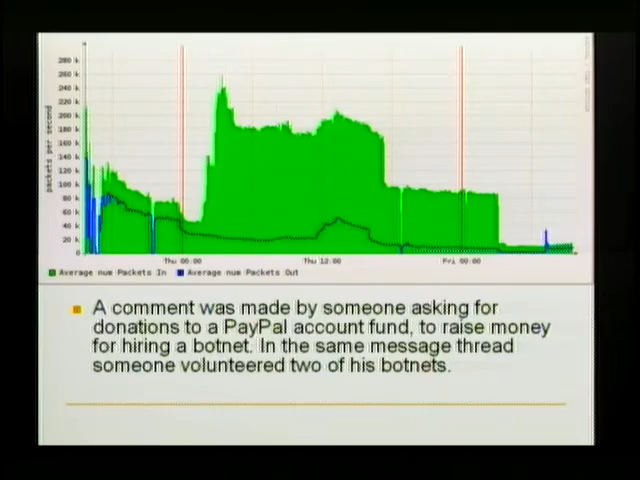 packets per second
280 k
260 k
240 k
220 k
200 k
180 k
160 k
140 k
120 k
100 k
80 k
60 k
40 k
20 k
0
Thu 00:00 Thu 12:00 Fri 00:00
Average num Packets In Average num Packets Out
A comment was made by someone asking for
donations to a PayPal account fund, to raise money
for hiring a botnet. In the same message thread
someone volunteered two of his botnets.